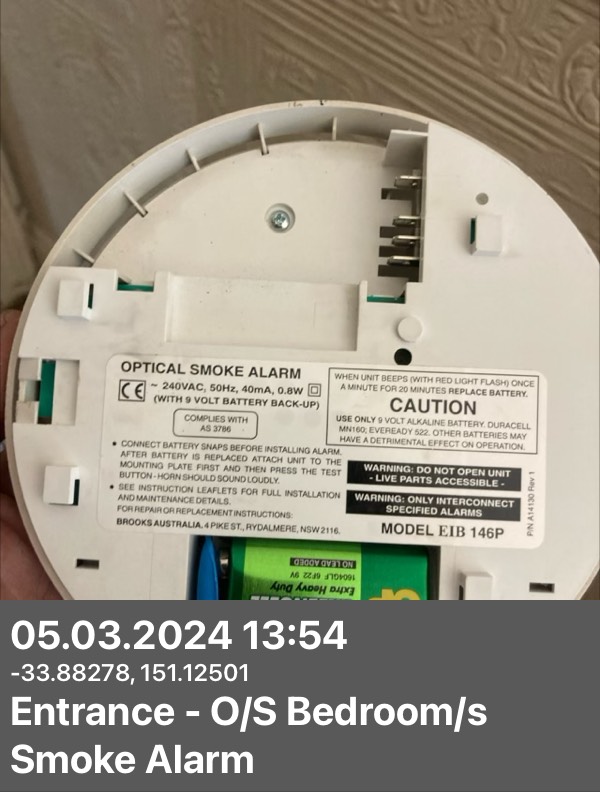 OPTICAL SMOKE ALARM
CE ~ 240VAC, 50Hz, 40mA, 0.8W
(WITH 9 VOLT BATTERY BACK-UP)
COMPLIES WITH
AS 3786
• CONNECT BATTERY SNAPS BEFORE INSTALLING ALARM.
AFTER BATTERY IS REPLACED ATTACH UNIT TO THE
MOUNTING PLATE FIRST AND THEN PRESS THE TEST
BUTTON - HORN SHOULD SOUND LOUDLY.
• SEE INSTRUCTION LEAFLETS FOR FULL INSTALLATION
AND MAINTENANCE DETAILS.
FOR REPAIR OR REPLACEMENT INSTRUCTIONS:
BROOKS AUSTRALIA, 4 PIKE ST., RYDALMERE, NSW 2116.
WHEN UNIT BEEPS (WITH RED LIGHT FLASH) ONCE
A MINUTE FOR 20 MINUTES REPLACE BATTERY.
CAUTION
USE ONLY 9 VOLT ALKALINE BATTERY. DURACELL
MN160, EVEREADY 522. OTHER BATTERIES MAY
HAVE A DETRIMENTAL EFFECT ON OPERATION.
WARNING: DO NOT OPEN UNIT
- LIVE PARTS ACCESSIBLE -
WARNING: ONLY INTERCONNECT
SPECIFIED ALARMS
MODEL EIB 146P
P/N A14130 Rev 1
NO LEAD ADDED
1604GLF 6F22 9V
Extra Heavy Duty
GP
05.03.2024 13:54
-33.88278, 151.12501
Entrance - O/S Bedroom/s
Smoke Alarm